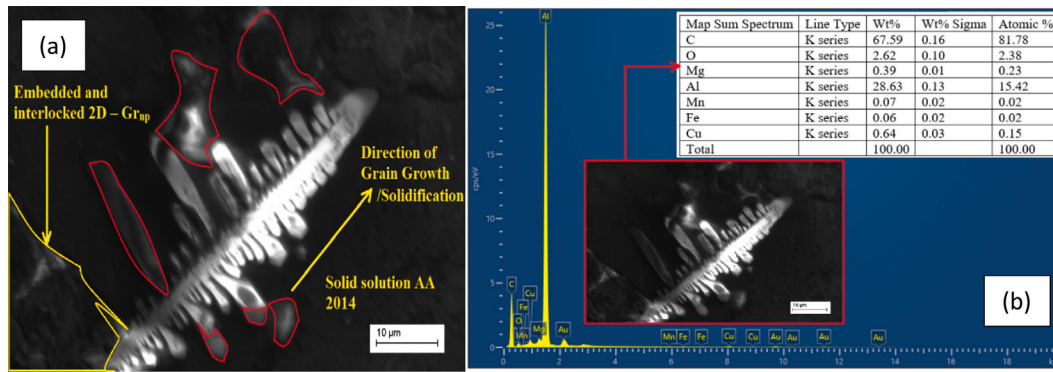 (a)
Embedded and
interlocked 2D – Grnp
Direction of
Grain Growth
/Solidification
Solid solution AA
2014
10 µm
25
20
15
10
5
0
cps/eV
Al
C
O
Fe
Cu
Mn
Mg
Au
Mn
Fe
Fe
Cu
Cu
Au
Au
Au
Au
0
2
4
6
8
10
12
14
16
18
Map Sum Spectrum Line Type Wt% Wt% Sigma Atomic %
C K series 67.59 0.16 81.78
O K series 2.62 0.10 2.38
Mg K series 0.39 0.01 0.23
Al K series 28.63 0.13 15.42
Mn K series 0.07 0.02 0.02
Fe K series 0.06 0.02 0.02
Cu K series 0.64 0.03 0.15
Total 100.00 100.00
10 µm
(b)